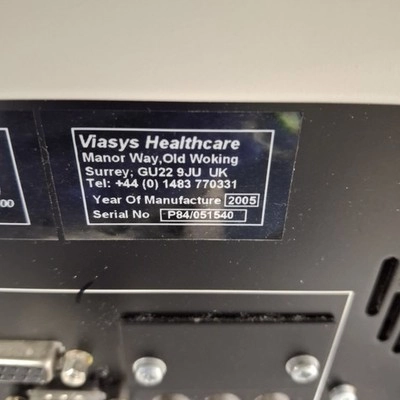 Viasys Healthcare
Manor Way,Old Woking
Surrey, GU22 9JU UK
Tel: +44 (0) 1483 770331
Year Of Manufacture 2005
Serial No P84/051540
00